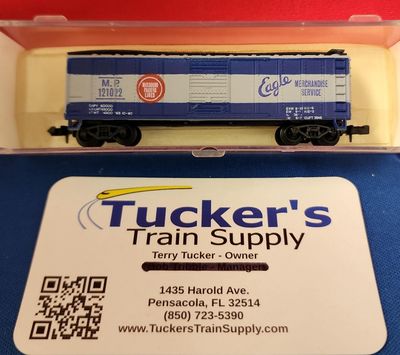 M.P.
121022
MISSOURI
PACIFIC
LINES
Eagle
MERCHANDISE
SERVICE
Tucker's
Train Supply
Terry Tucker - Owner
1435 Harold Ave.
Pensacola, FL 32514
(850) 723-5390
www.TuckersTrainSupply.com